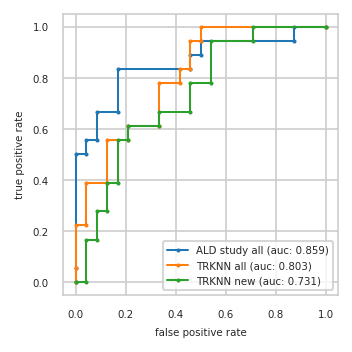 true positive rate
1.0
0.8
0.6
0.4
0.2
0.0
ALD study all (auc: 0.859)
TRKNN all (auc: 0.803)
TRKNN new (auc: 0.731)
0.0 0.2 0.4 0.6 0.8 1.0
false positive rate